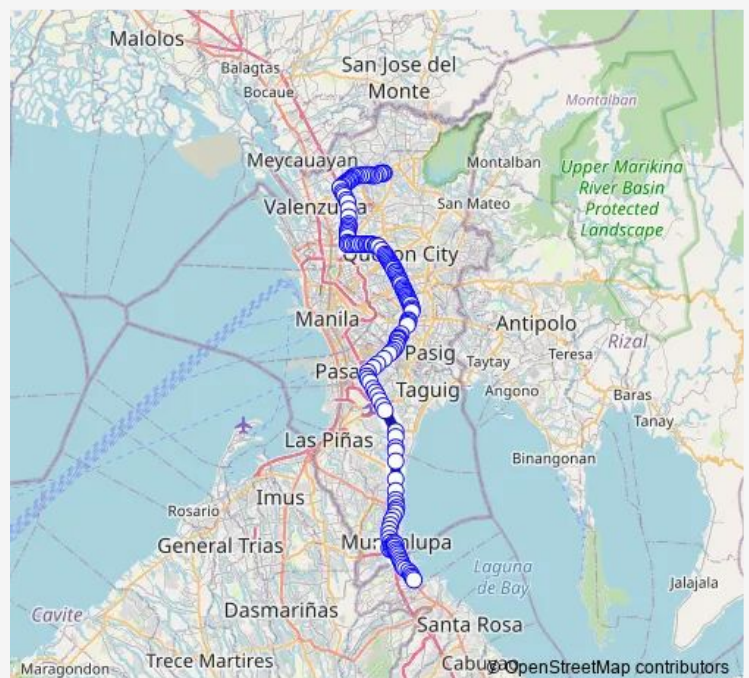 Malolos
Balagtas
Bocaue
San Jose del
Monte
Montalban
Meycauayan
Montalban
Upper Marikina
River Basin
Protected
Landscape
Valenzuela
San Mateo
Quezon City
Manila
Antipolo
Rizal
Pasig
Teresa
Taytay
Pasa
Taguig
Angono
Baras
Tanay
Las Piñas
Binangonan
Imus
Rosario
General Trias
Muntinlupa
Laguna
de Bay
Jalajala
Cavite
Dasmariñas
Santa Rosa
Trece Martires
Maragondon
Cabuyao
© OpenStreetMap contributors